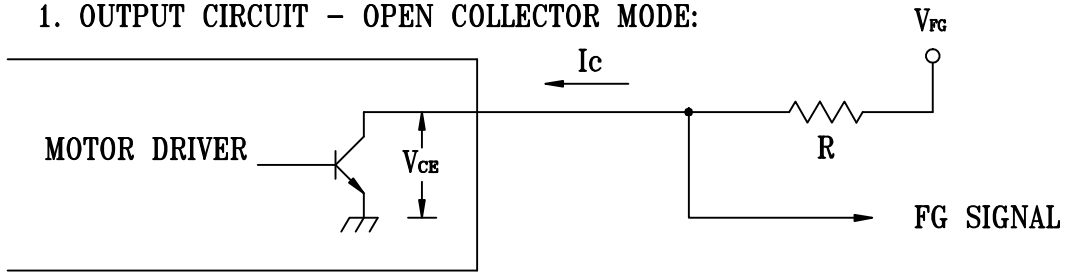 1. OUTPUT CIRCUIT - OPEN COLLECTOR MODE:
VFG
Ic
MOTOR DRIVER
VCE
R
FG SIGNAL